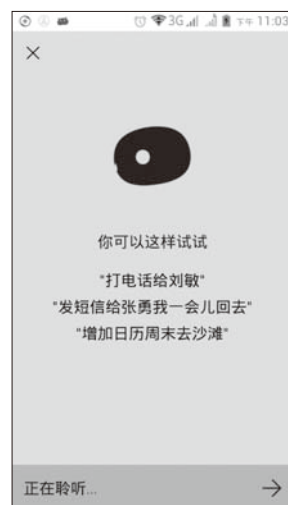 3G 下午 11:03
你可以这样试试
"打电话给刘敏"
"发短信给张勇我一会儿回去"
"增加日历周末去沙滩"
正在聆听...